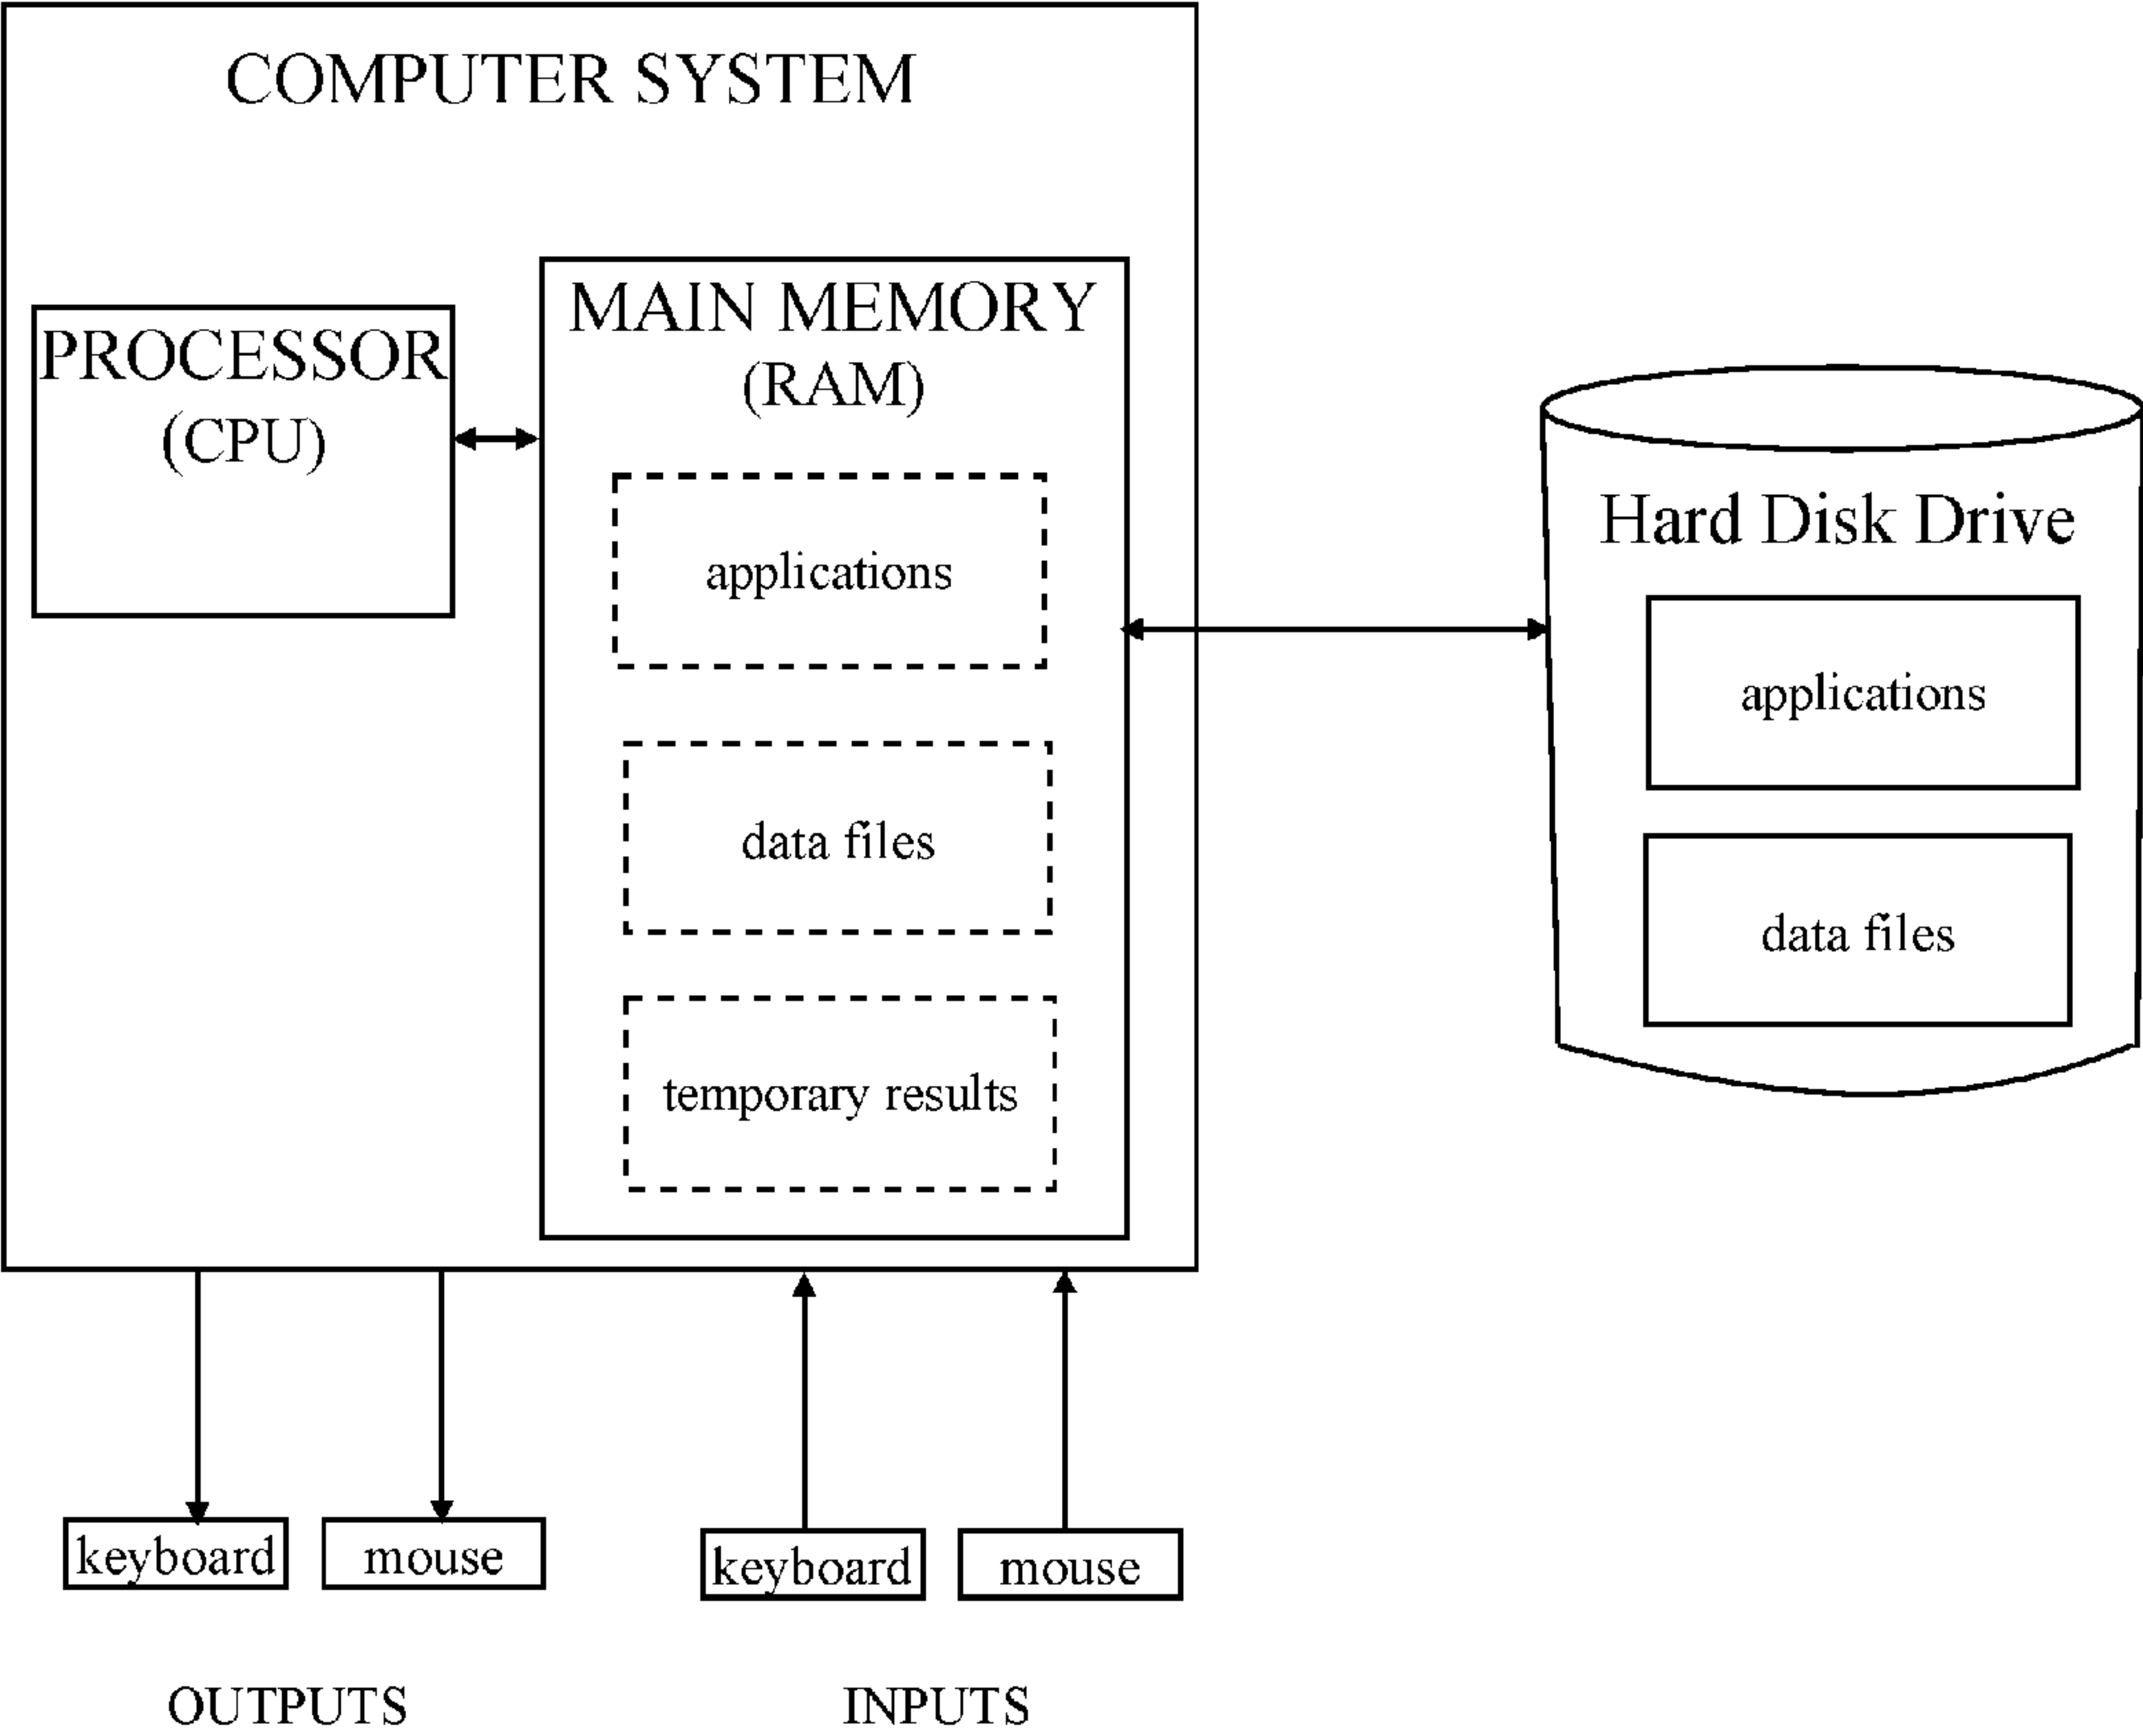 COMPUTER SYSTEM
PROCESSOR
(CPU)
MAIN MEMORY
(RAM)
applications
data files
temporary results
Hard Disk Drive
applications
data files
keyboard
mouse
keyboard
mouse
OUTPUTS
INPUTS